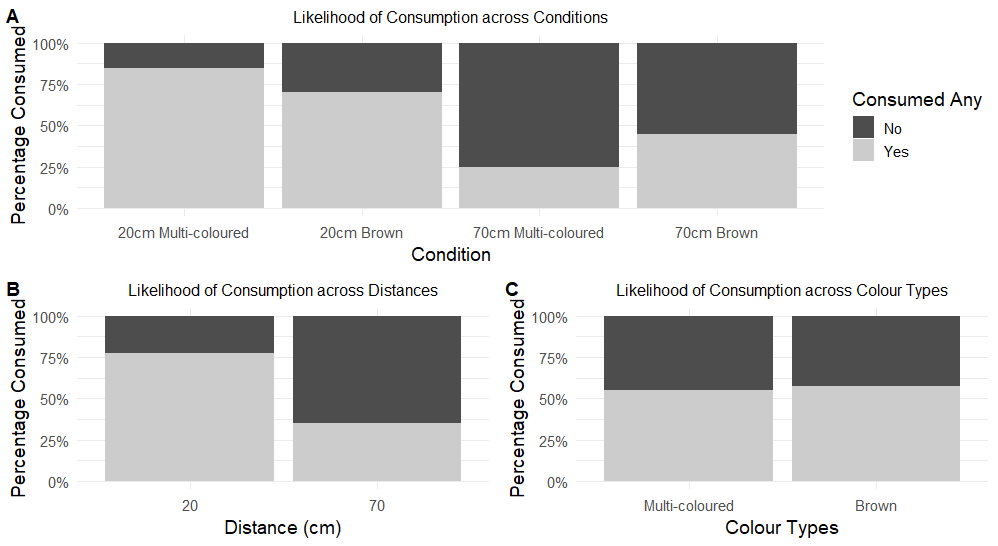 A
Likelihood of Consumption across Conditions
Percentage Consumed
100%
75%
50%
25%
0%
20cm Multi-coloured
20cm Brown
70cm Multi-coloured
70cm Brown
Condition
Consumed Any
No
Yes
B
Likelihood of Consumption across Distances
Percentage Consumed
100%
75%
50%
25%
0%
20
70
Distance (cm)
C
Likelihood of Consumption across Colour Types
Percentage Consumed
100%
75%
50%
25%
0%
Multi-coloured
Brown
Colour Types